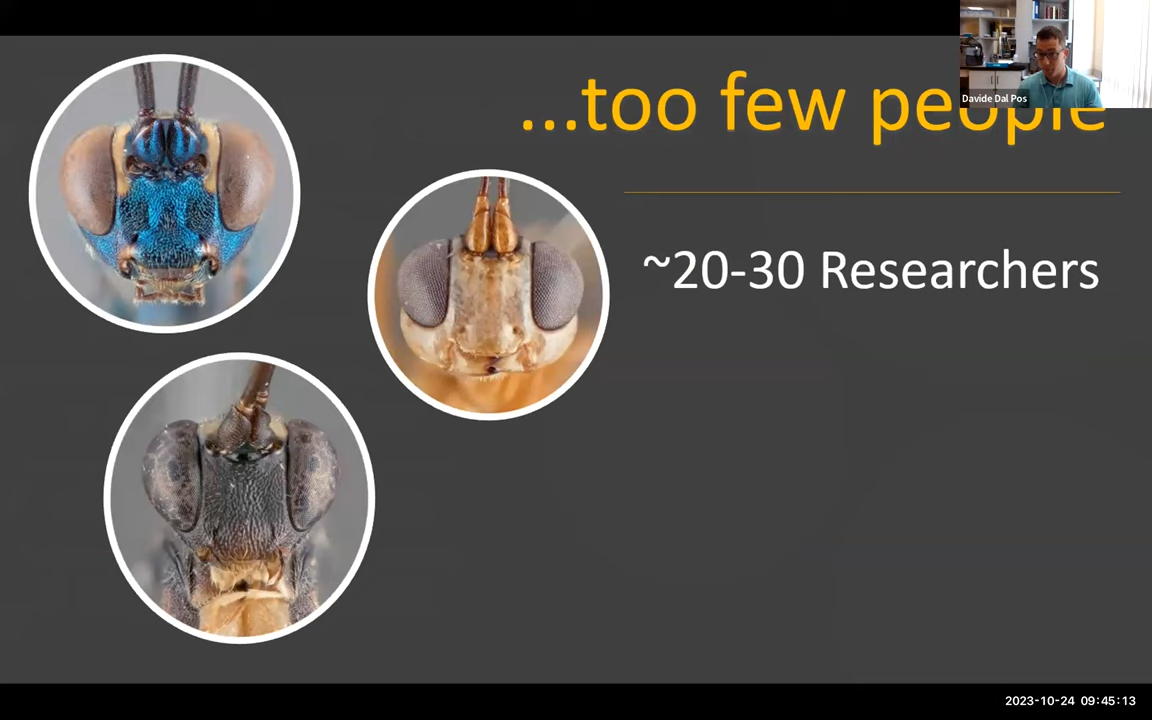 ...too few people
Davide Dal Pos
~20-30 Researchers
2023-10-24 09:45:13